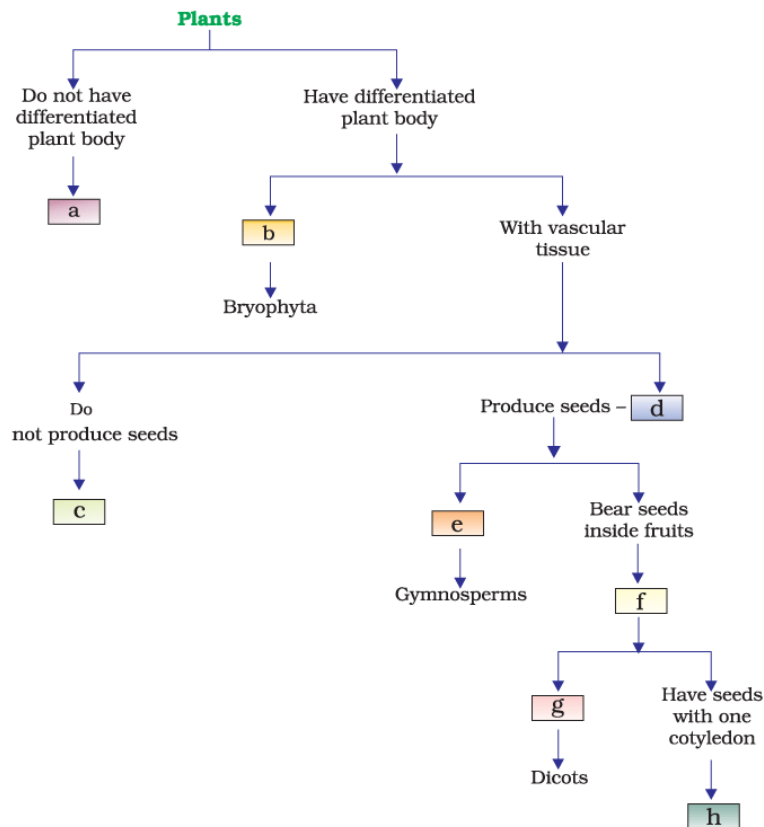 Plants
Do not have
differentiated
plant body
Have differentiated
plant body
a
b
With vascular
tissue
Bryophyta
Do
not produce seeds
Produce seeds – d
c
e
Bear seeds
inside fruits
Gymnosperms
f
g
Have seeds
with one
cotyledon
Dicots
h